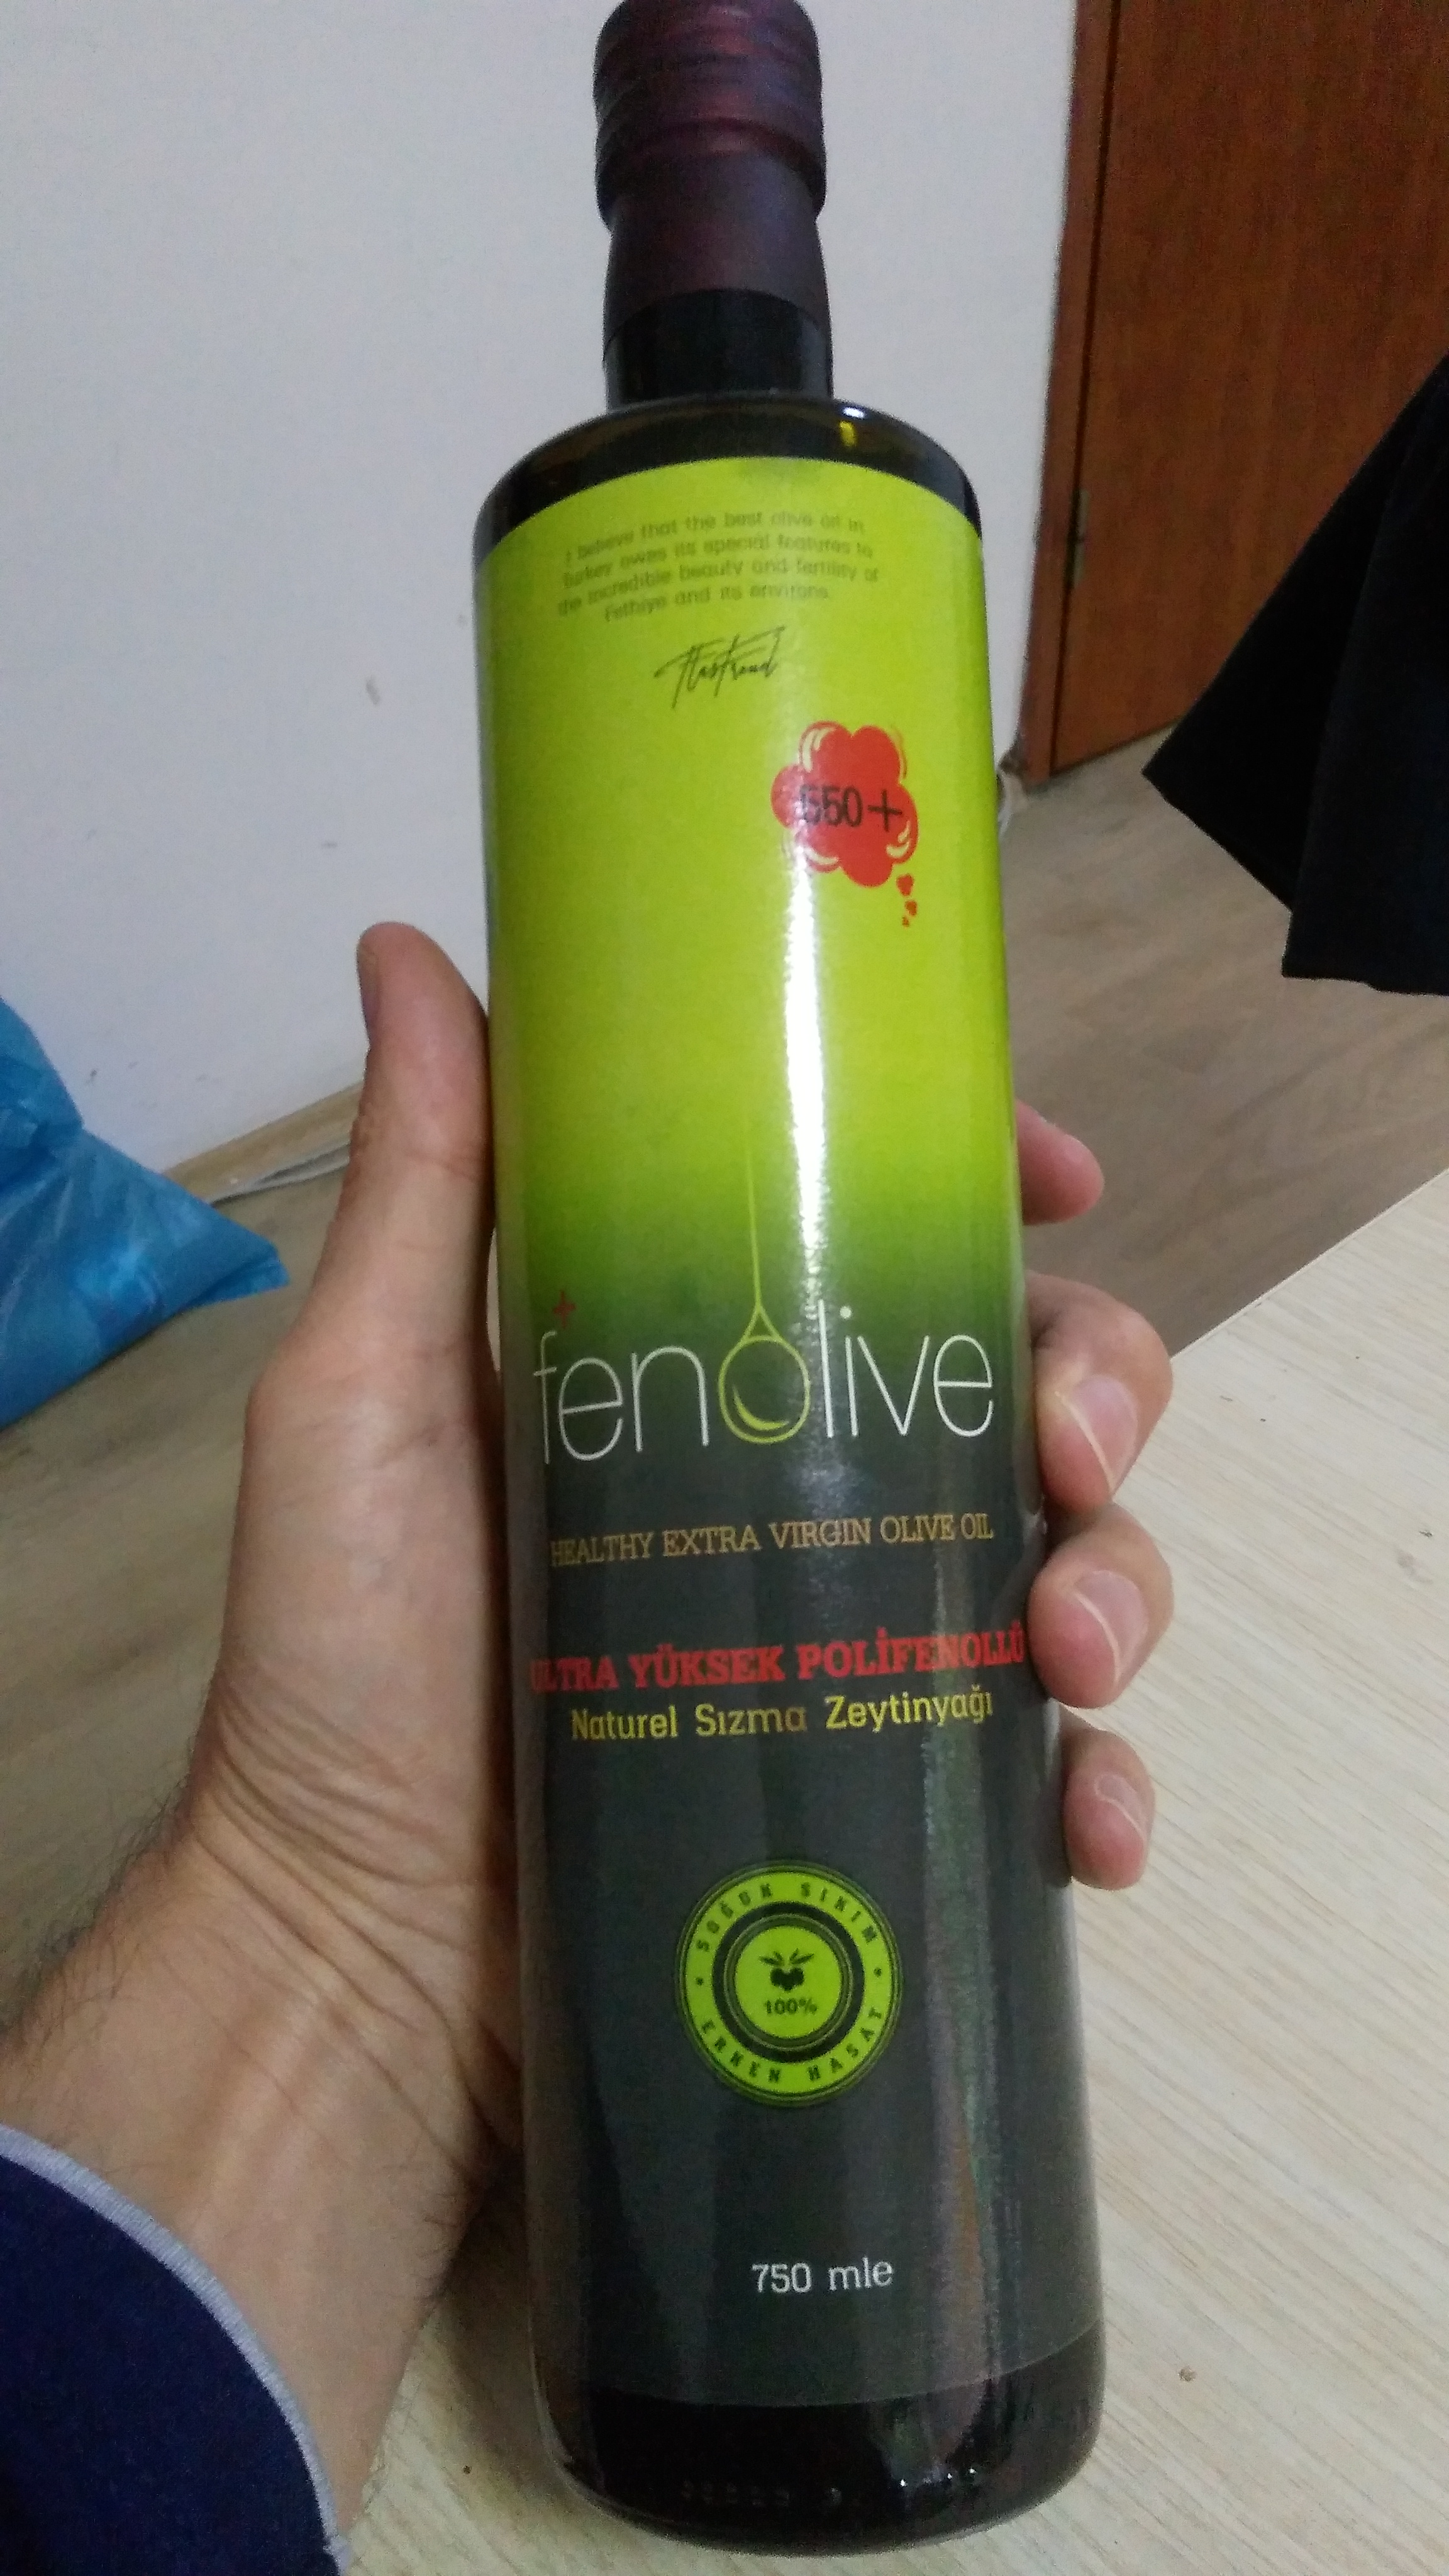 I believe that the best olive oil in
Turkey owes its special features to
the incredible beauty and fertility of
Fethiye and its environs.
550+
+
fenolive
HEALTHY EXTRA VIRGIN OLIVE OIL
ULTRA YÜKSEK POLİFENOLLÜ
Naturel Sızma Zeytinyağı
SOĞUK SIKIM
100%
ERKEN HASAT
750 mle